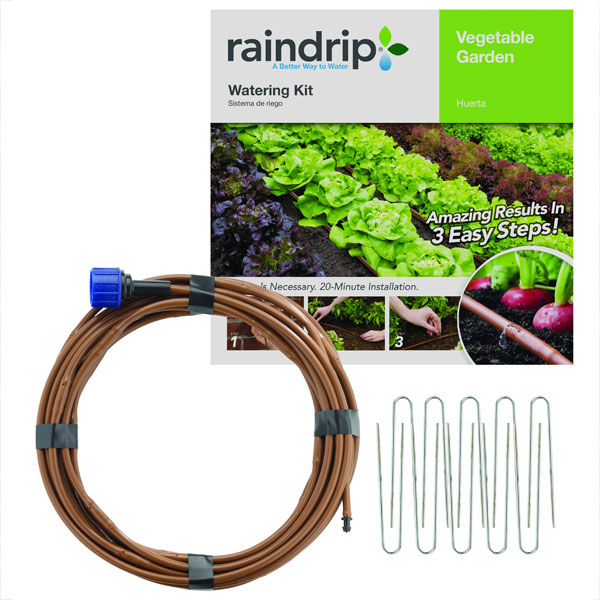 raindrip®
A Better Way to Water
Watering Kit
Sistema de riego
Vegetable
Garden
Huerta
Amazing Results In
3 Easy Steps!
Necessary. 20-Minute Installation.
1
3